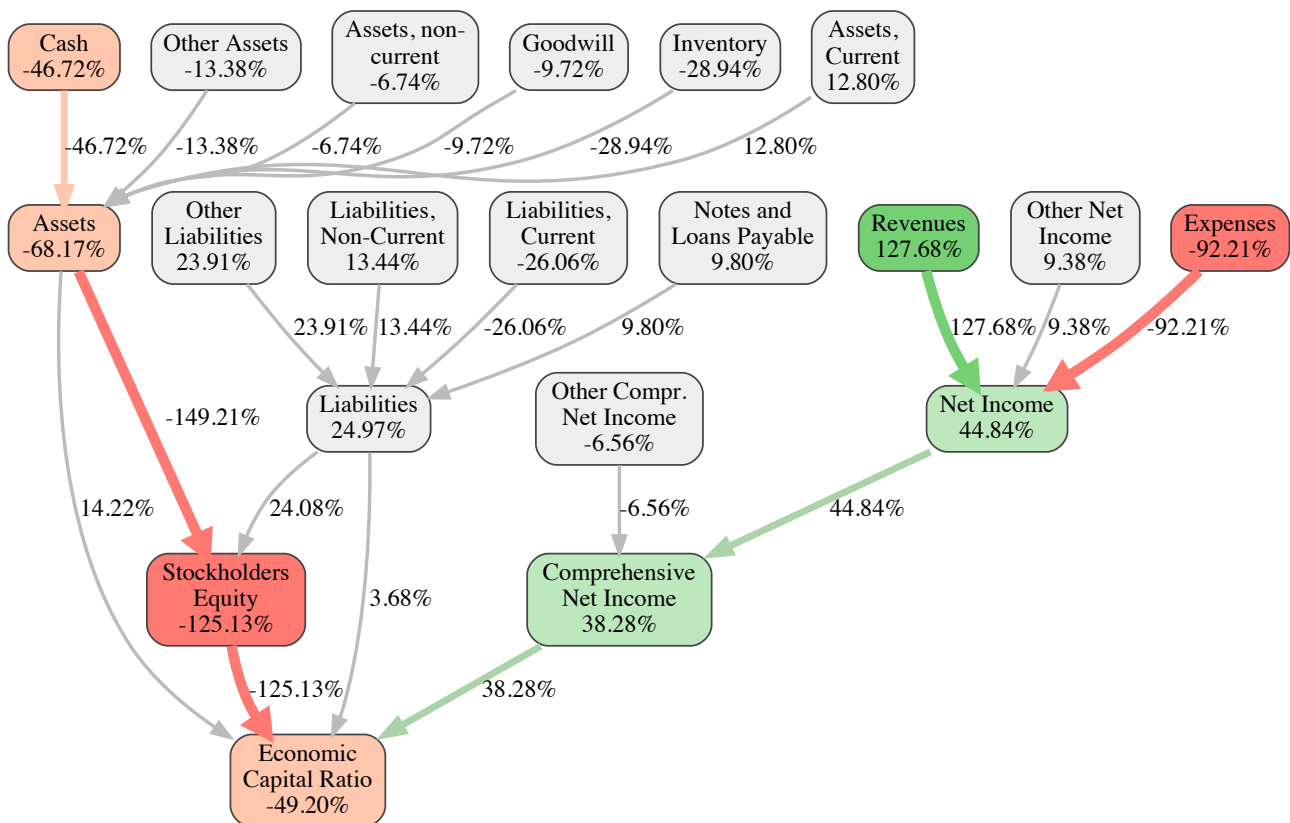 Cash
-46.72%
Other Assets
-13.38%
Assets, non-
current
-6.74%
Goodwill
-9.72%
Inventory
-28.94%
Assets,
Current
12.80%
-46.72%
-13.38%
-6.74%
-9.72%
-28.94%
12.80%
Assets
-68.17%
Other
Liabilities
23.91%
Liabilities,
Non-Current
13.44%
Liabilities,
Current
-26.06%
Notes and
Loans Payable
9.80%
Revenues
127.68%
Other Net
Income
9.38%
Expenses
-92.21%
23.91%
13.44%
-26.06%
9.80%
127.68%
9.38%
-92.21%
-149.21%
Liabilities
24.97%
Other Compr.
Net Income
-6.56%
Net Income
44.84%
14.22%
24.08%
-6.56%
44.84%
Stockholders
Equity
-125.13%
3.68%
Comprehensive
Net Income
38.28%
-125.13%
38.28%
Economic
Capital Ratio
-49.20%